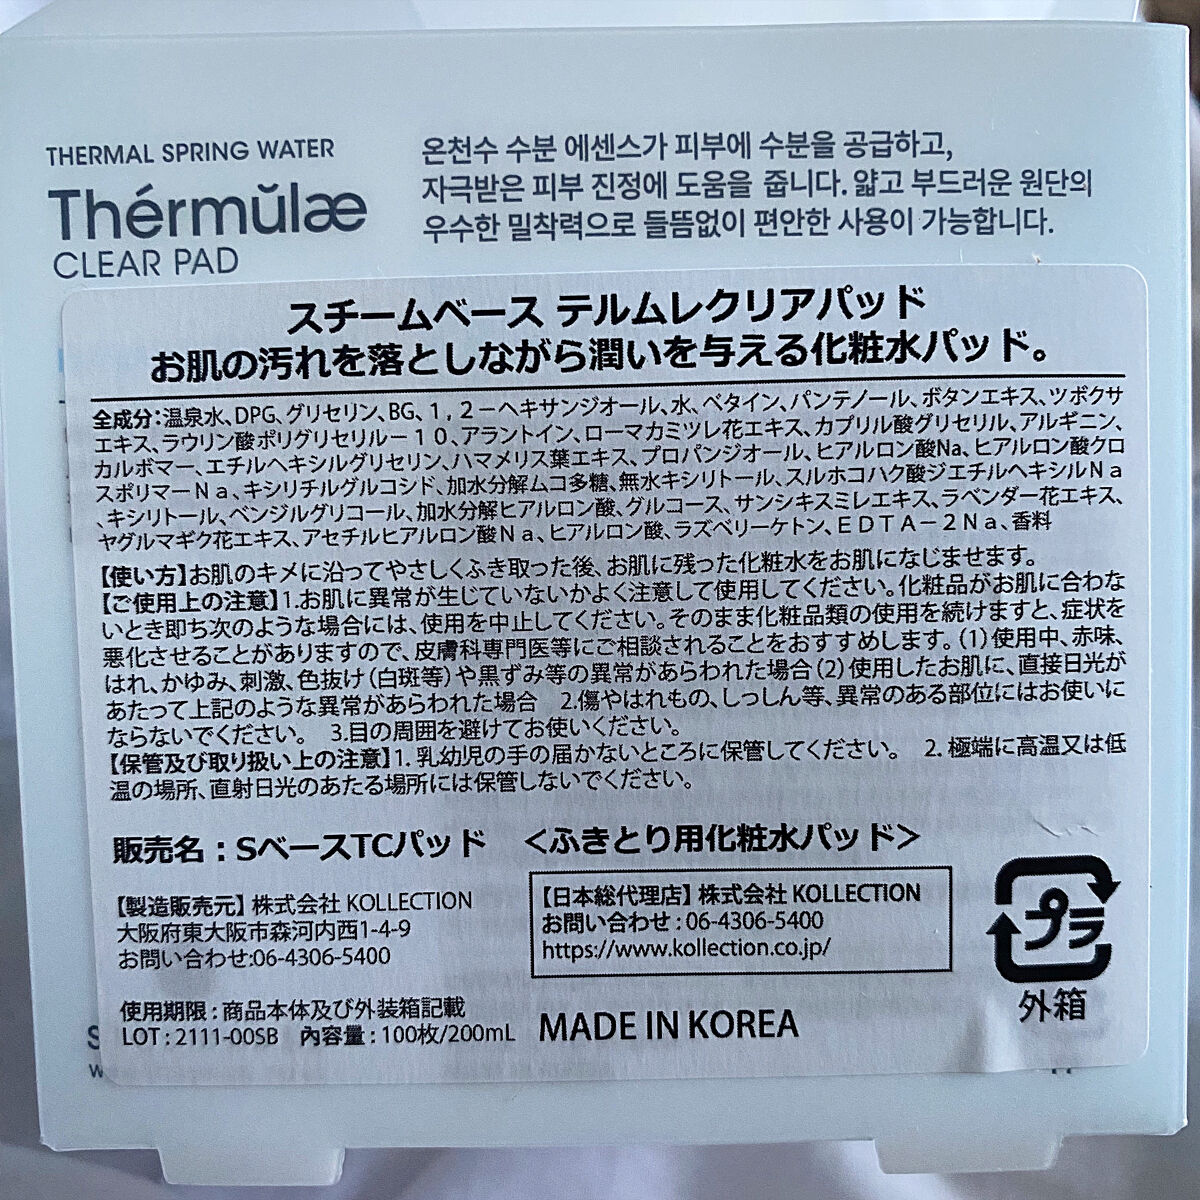 THERMAL SPRING WATER
Thérmŭlæ
CLEAR PAD
온천수 수분 에센스가 피부에 수분을 공급하고,
자극받은 피부 진정에 도움을 줍니다. 얇고 부드러운 원단의
우수한 밀착력으로 들뜸없이 편안한 사용이 가능합니다.
スチームベース テルムレクリアパッド
お肌の汚れを落としながら潤いを与える化粧水パッド。
全成分:温泉水、DPG、グリセリン、BG、1,2－ヘキサンジオール、水、ベタイン、パンテノール、ボタンエキス、ツボクサ
エキス、ラウリン酸ポリグリセリルー10、アラントイン、ローマカミツレ花エキス、カプリル酸グリセリル、アルギニン、
カルボマー、エチルヘキシルグリセリン、ハマメリス葉エキス、プロパンジオール、ヒアルロン酸Na、ヒアルロン酸クロ
スポリマーＮａ、キシリチルグルコシド、加水分解ムコ多糖、無水キシリトール、スルホコハク酸ジエチルヘキシルＮａ
、キシリトール、ベンジルグリコール、加水分解ヒアルロン酸、グルコース、サンシキスミレエキス、ラベンダー花エキス、
ヤグルマギク花エキス、アセチルヒアルロン酸Ｎａ、ヒアルロン酸、ラズベリーケトン、ＥＤＴＡ－2Ｎａ、香料
【使い方】お肌のキメに沿ってやさしくふき取った後、お肌に残った化粧水をお肌になじませます。
【ご使用上の注意】1.お肌に異常が生じていないかよく注意して使用してください。化粧品がお肌に合わな
いとき即ち次のような場合には、使用を中止してください。そのまま化粧品類の使用を続けますと、症状を
悪化させることがありますので、皮膚科専門医等にご相談されることをおすすめします。（1）使用中、赤味、
はれ、かゆみ、刺激、色抜け（白斑等）や黒ずみ等の異常があらわれた場合（2）使用したお肌に、直接日光が
あたって上記のような異常があらわれた場合　2.傷やはれもの、しっしん等、異常のある部位にはお使いに
ならないでください。　3.目の周囲を避けてお使いください。
【保管及び取り扱い上の注意】1. 乳幼児の手の届かないところに保管してください。　2. 極端に高温又は低
温の場所、直射日光のあたる場所には保管しないでください。
販売名：SベースTCパッド　＜ふきとり用化粧水パッド＞
【製造販売元】株式会社 KOLLECTION
大阪府東大阪市森河内西1-4-9
お問い合わせ:06-4306-5400
【日本総代理店】株式会社 KOLLECTION
お問い合わせ：06-4306-5400
https://www.kollection.co.jp/
プラ
外箱
使用期限：商品本体及び外装箱記載
LOT：2111-00SB　内容量：100枚/200mL
MADE IN KOREA